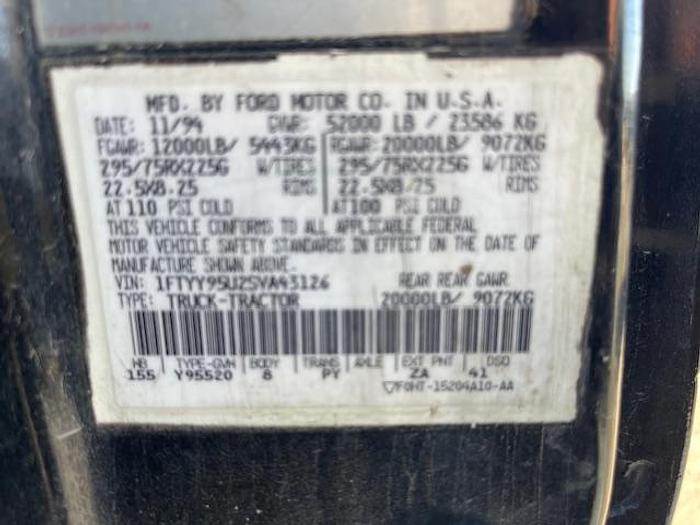 MFD. BY FORD MOTOR CO. IN U.S.A.
DATE: 11/94 GVWR: 52000 LB / 23586 KG
FGAWR: 12000LB/ 5443KG RGAWR: 20000LB/ 9072KG
295/75RX225G W/TIRES 295/75RX225G W/TIRES
22.5X8.25 RIMS 22.5X8.25 RIMS
AT 110 PSI COLD AT 100 PSI COLD
THIS VEHICLE CONFORMS TO ALL APPLICABLE FEDERAL
MOTOR VEHICLE SAFETY STANDARDS IN EFFECT ON THE DATE OF
MANUFACTURE SHOWN ABOVE.
VIN: 1FTYY95U2SVA43126 REAR REAR GAWR.
TYPE: TRUCK-TRACTOR 20000LB/ 9072KG
WB TYPE-GVW BODY TRANS AXLE EXT PNT DSO
155 Y95520 8 PY ZA 41
F0HT-15204A10-AA